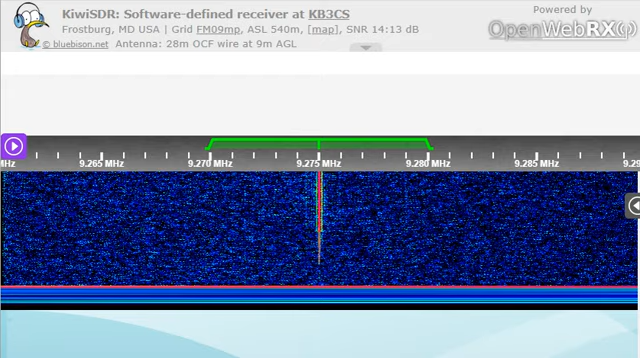 KiwiSDR: Software-defined receiver at KB3CS
Powered by
Frostburg, MD USA | Grid FM09mp, ASL 540m, [map], SNR 14:13 dB
OpenWebRX
© bluebison.net Antenna: 28m OCF wire at 9m AGL
MHz 9.265 MHz 9.270 MHz 9.275 MHz 9.280 MHz 9.285 MHz 9.29